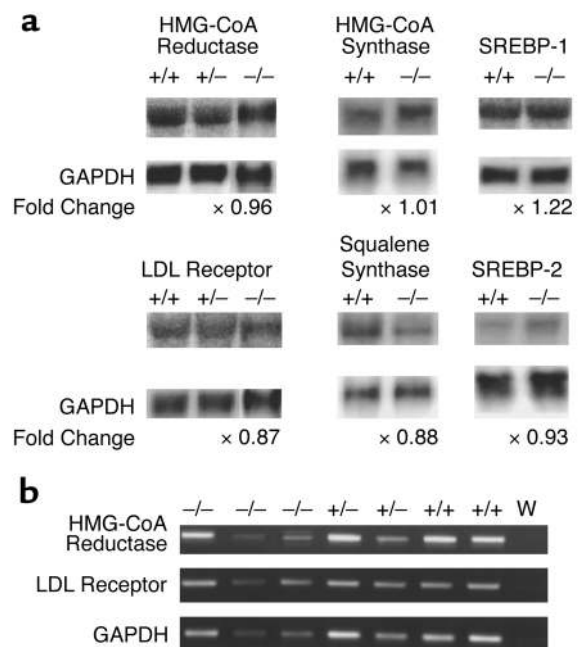 a
HMG-CoA
Reductase
+/+ +/– –/–
HMG-CoA
Synthase
+/+ –/–
SREBP-1
+/+ –/–
GAPDH
Fold Change × 0.96 × 1.01 × 1.22
LDL Receptor
+/+ +/– –/–
Squalene
Synthase
+/+ –/–
SREBP-2
+/+ –/–
GAPDH
Fold Change × 0.87 × 0.88 × 0.93
b
–/– –/– –/– +/– +/– +/+ +/+ W
HMG-CoA
Reductase
LDL Receptor
GAPDH